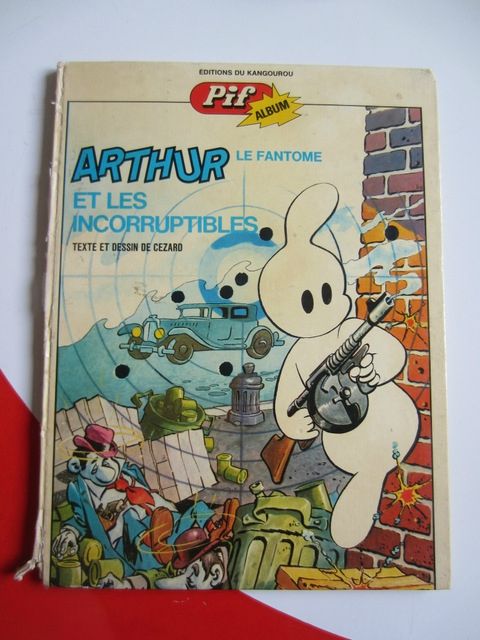 EDITIONS DU KANGOUROU
Pif
ALBUM
ARTHUR LE FANTOME
ET LES
INCORRUPTIBLES
TEXTE ET DESSIN DE CEZARD